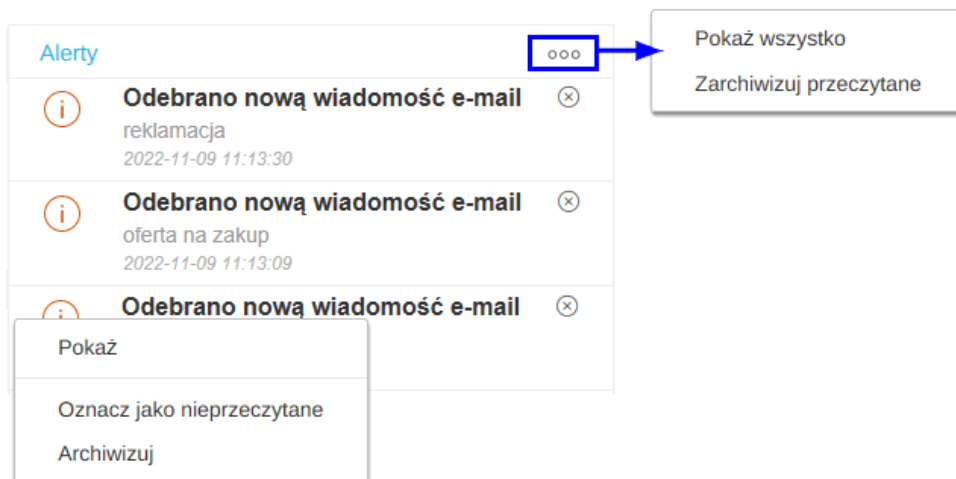 Alerty
Pokaż wszystko
Zarchiwizuj przeczytane
Odebrano nową wiadomość e-mail
reklamacja
2022-11-09 11:13:30
Odebrano nową wiadomość e-mail
oferta na zakup
2022-11-09 11:13:09
Odebrano nową wiadomość e-mail
Pokaż
Oznacz jako nieprzeczytane
Archiwizuj